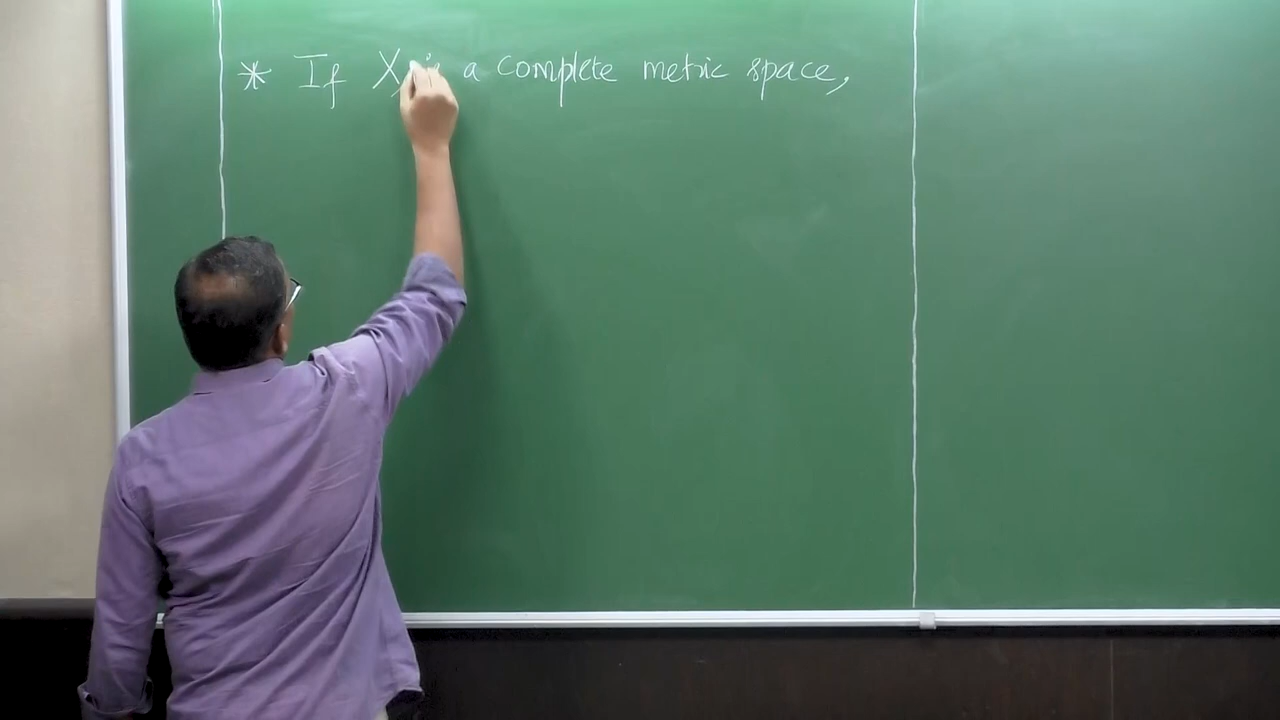 * If X is a complete metric space,